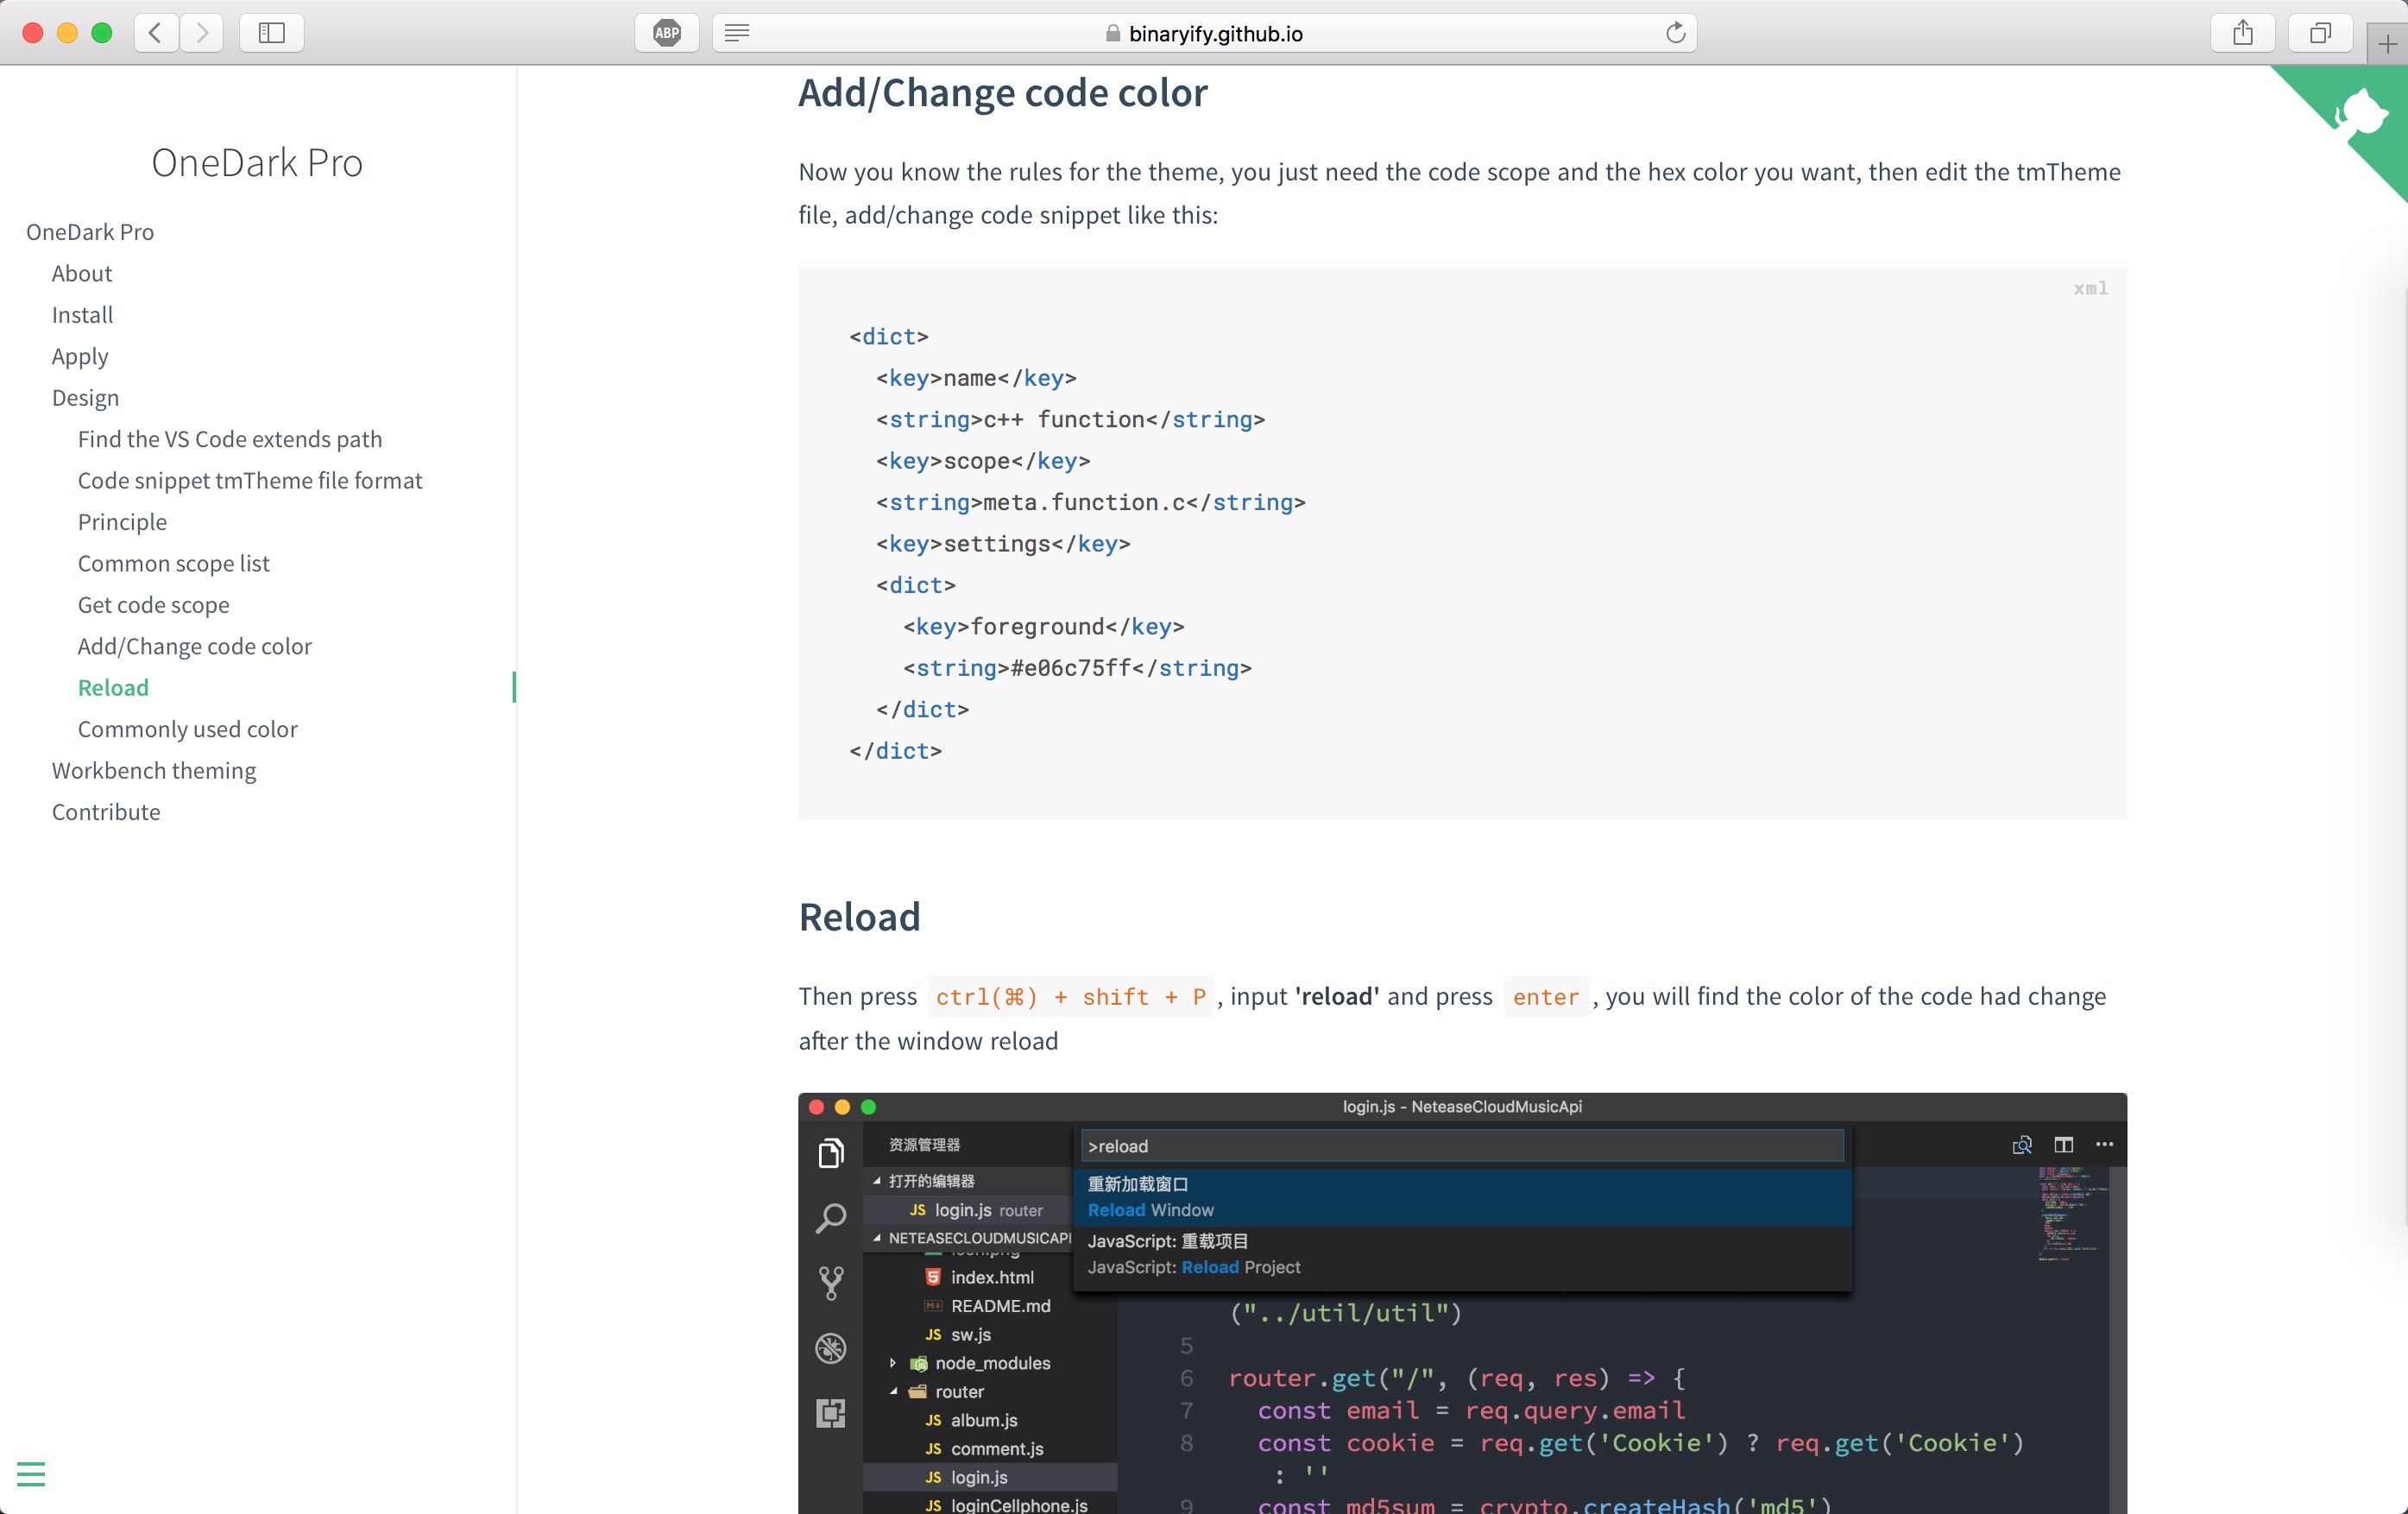 ABP
binaryify.github.io
OneDark Pro
OneDark Pro
About
Install
Apply
Design
Find the VS Code extends path
Code snippet tmTheme file format
Principle
Common scope list
Get code scope
Add/Change code color
Reload
Commonly used color
Workbench theming
Contribute
Add/Change code color
Now you know the rules for the theme, you just need the code scope and the hex color you want, then edit the tmTheme
file, add/change code snippet like this:
xml
<dict>
<key>name</key>
<string>c++ function</string>
<key>scope</key>
<string>meta.function.c</string>
<key>settings</key>
<dict>
<key>foreground</key>
<string>#e06c75ff</string>
</dict>
</dict>
Reload
Then press ctrl(⌘) + shift + P , input 'reload' and press enter , you will find the color of the code had change
after the window reload
login.js - NeteaseCloudMusicApi
资源管理器
打开的编辑器
JS login.js router
NETEASECLOUDMUSICAPI
index.html
README.md
JS sw.js
node_modules
router
JS album.js
JS comment.js
JS login.js
JS loginCellphone.js
>reload
重新加载窗口
Reload Window
JavaScript: 重载项目
JavaScript: Reload Project
("../util/util")
5
6 router.get("/", (req, res) => {
7 const email = req.query.email
8 const cookie = req.get('Cookie') ? req.get('Cookie')
: ''
9 const md5sum = crypto.createHash('md5')